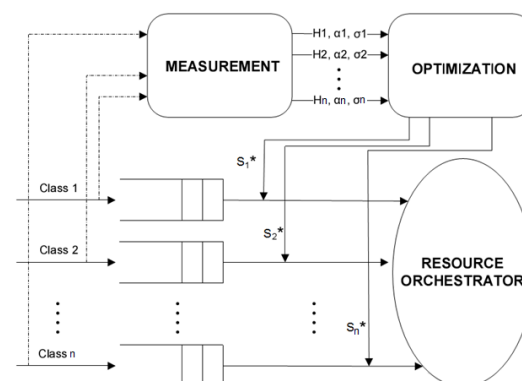 H1, α1, σ1
H2, α2, σ2
MEASUREMENT
OPTIMIZATION
Hn, αn, σn
S1*
Class 1
S2*
Class 2
RESOURCE
ORCHESTRATOR
Sn*
Class n